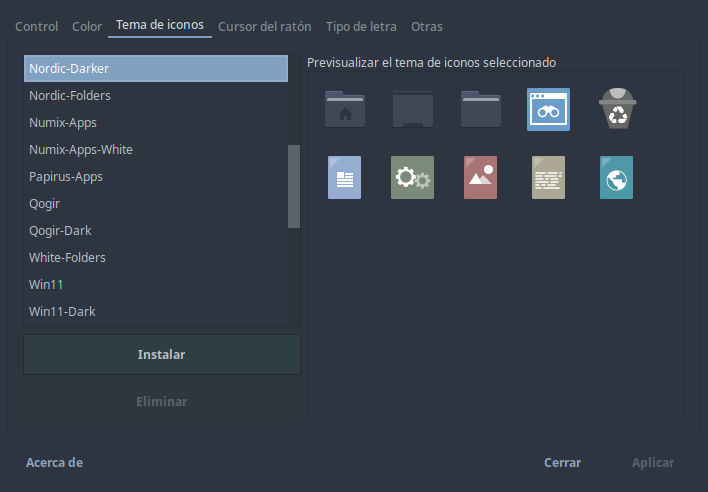 Control
Color
Tema de iconos
Cursor del ratón
Tipo de letra
Otras
Nordic-Darker
Nordic-Folders
Numix-Apps
Numix-Apps-White
Papirus-Apps
Qogir
Qogir-Dark
White-Folders
Win11
Win11-Dark
Instalar
Eliminar
Previsualizar el tema de iconos seleccionado
Acerca de
Cerrar
Aplicar